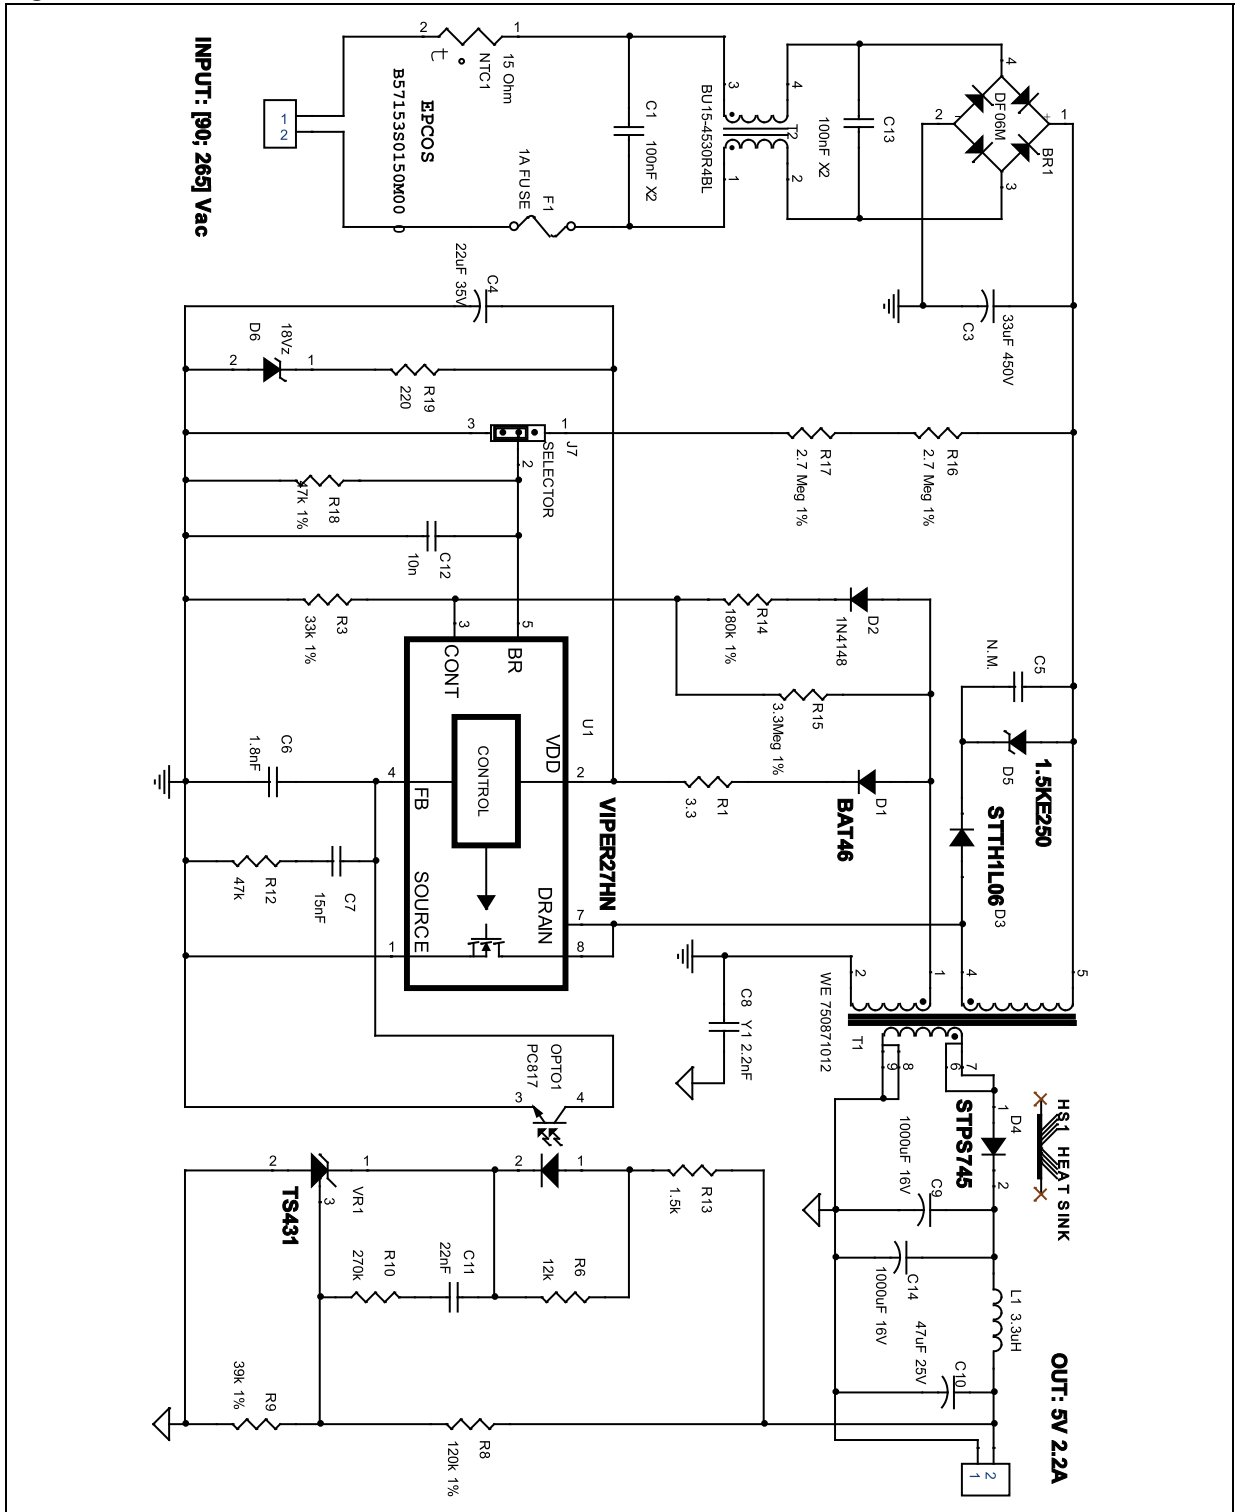 INPUT: [90; 265] Vac
1
2
EPCOS
B57153S0150M00 0
2
1
t
NTC1
15 Ohm
1A FUSE
F1
C1
100nF X2
3
4
1
2
T2
BU15-4530R4BL
C13
100nF X2
DF06M
BR1
4
1
2
3
-
+
C3
33uF 450V
C4
22uF 35V
D6
18Vz
2
1
R19
220
J7
SELECTOR
3
1
2
R17
2.7 Meg 1%
R16
2.7 Meg 1%
R18
47k 1%
C12
10n
R3
33k 1%
R14
180k 1%
D2
1N4148
R15
3.3Meg 1%
C5
N.M.
D5
1.5KE250
STTH1L06
D3
D1
BAT46
R1
3.3
U1
VIPER27HN
BR
CONT
VDD
FB
CONTROL
DRAIN
SOURCE
5
3
2
4
7
8
1
C6
1.8nF
C7
15nF
R12
47k
C8
Y1 2.2nF
WE 750871012
T1
2
1
4
5
9
8
6
7
OPTO1
PC817
3
4
2
1
HS1 HEAT SINK
STPS745
D4
1
2
C9
1000uF 16V
C14
1000uF 16V
L1 3.3uH
C10
47uF 25V
OUT: 5V 2.2A
1
2
R13
1.5k
VR1
TS431
2
1
3
R6
12k
C11
22nF
R10
270k
R9
39k 1%
R8
120k 1%